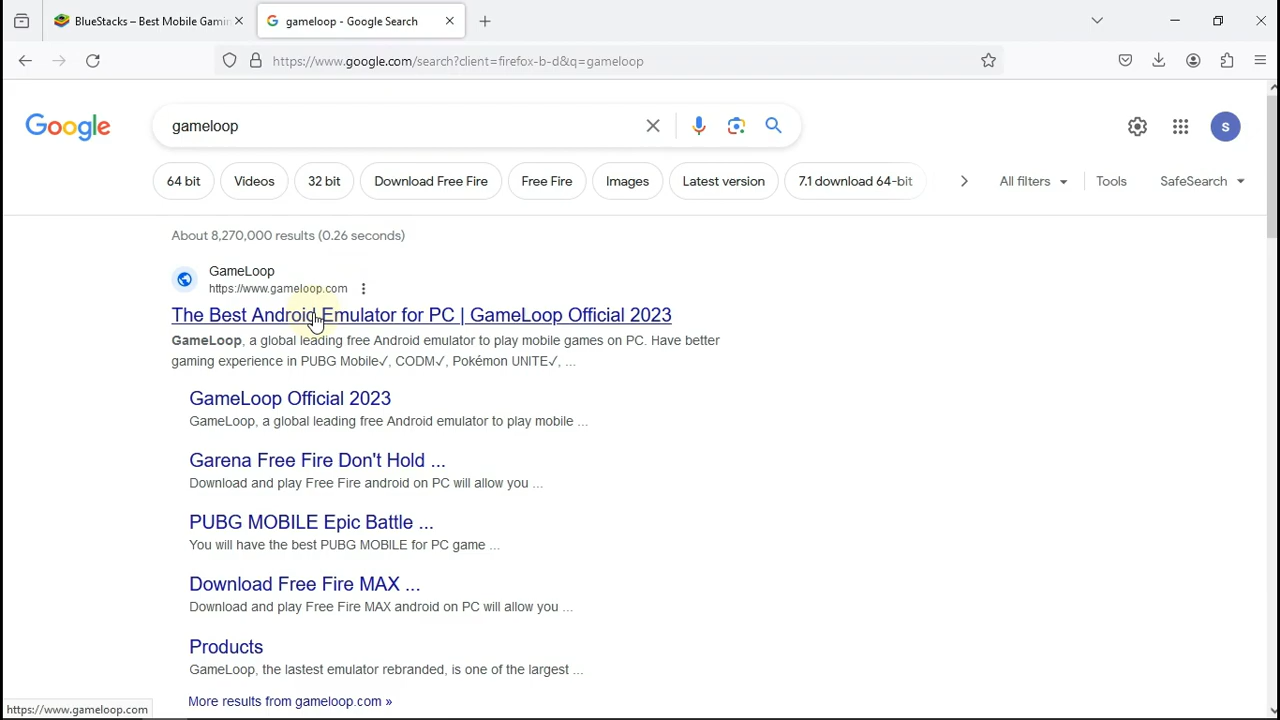 BlueStacks – Best Mobile Gamin
gameloop - Google Search
https://www.google.com/search?client=firefox-b-d&q=gameloop
Google
gameloop
S
64 bit
Videos
32 bit
Download Free Fire
Free Fire
Images
Latest version
7.1 download 64-bit
All filters
Tools
SafeSearch
About 8,270,000 results (0.26 seconds)
GameLoop
https://www.gameloop.com
The Best Android Emulator for PC | GameLoop Official 2023
GameLoop, a global leading free Android emulator to play mobile games on PC. Have better
gaming experience in PUBG Mobile✓, CODM✓, Pokémon UNITE✓, ...
GameLoop Official 2023
GameLoop, a global leading free Android emulator to play mobile ...
Garena Free Fire Don't Hold ...
Download and play Free Fire android on PC will allow you ...
PUBG MOBILE Epic Battle ...
You will have the best PUBG MOBILE for PC game ...
Download Free Fire MAX ...
Download and play Free Fire MAX android on PC will allow you ...
Products
GameLoop, the lastest emulator rebranded, is one of the largest ...
More results from gameloop.com »
https://www.gameloop.com